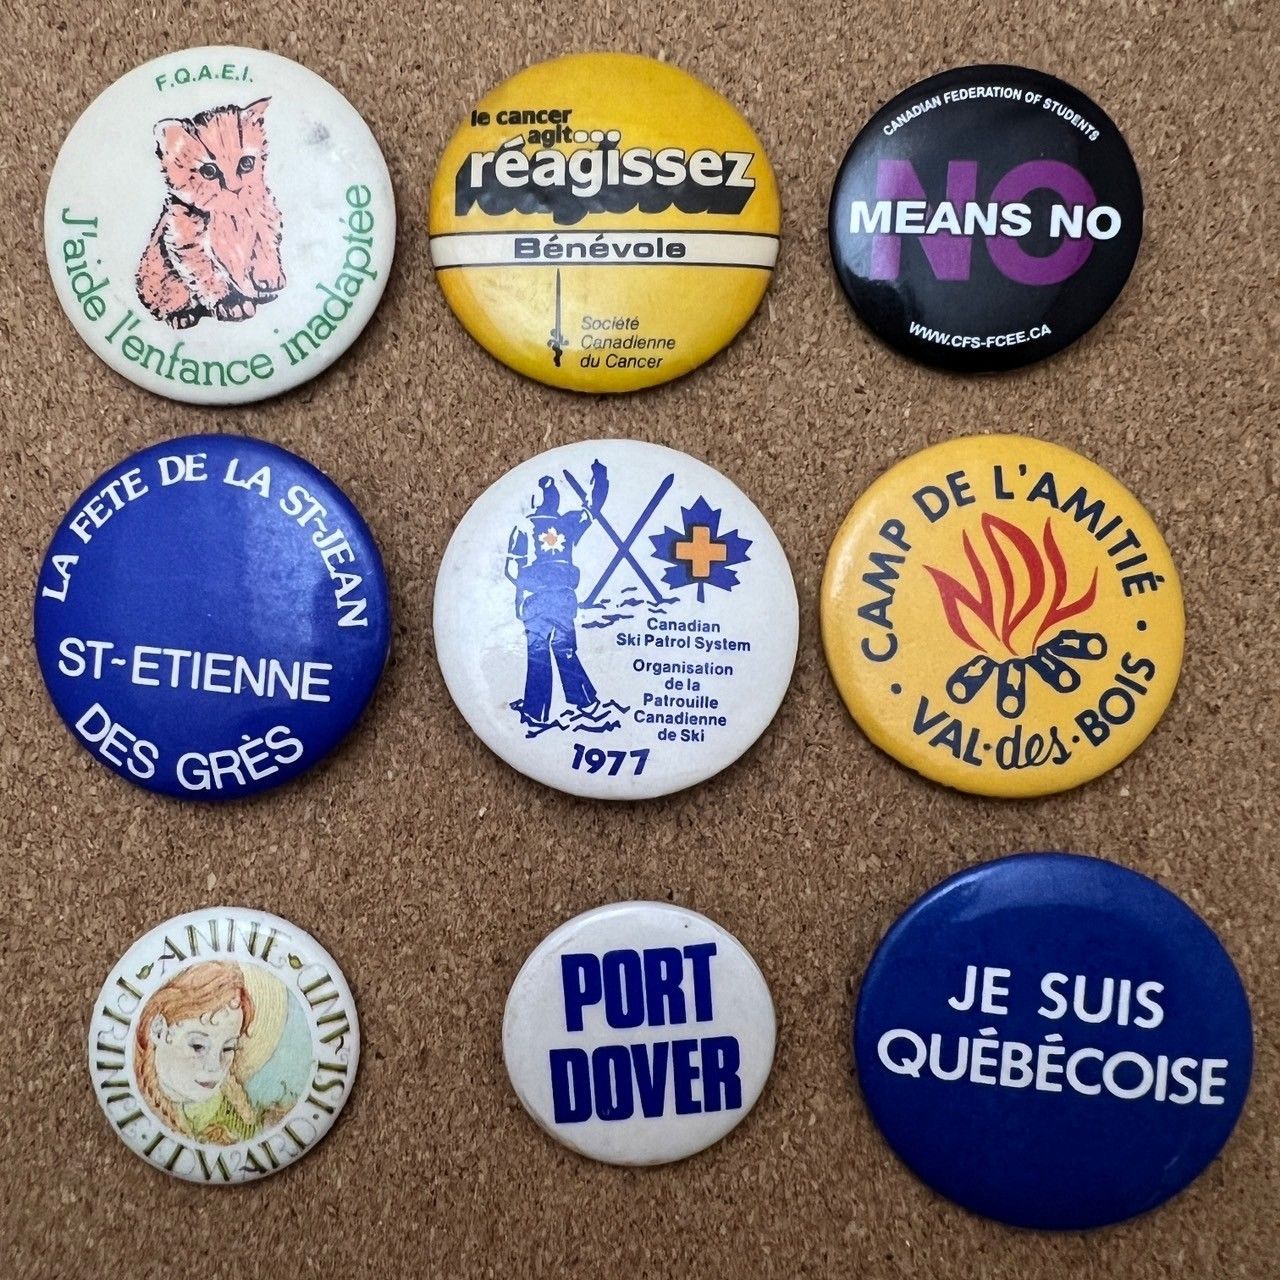 F.Q.A.E.I.
J'aide l'enfance inadaptée
le cancer
agit...
réagissez
Bénévole
Société
Canadienne
du Cancer
CANADIAN FEDERATION OF STUDENTS
NO
MEANS NO
WWW.CFS-FCEE.CA
LA FETE DE LA ST-JEAN
ST-ETIENNE
DES GRÈS
Canadian
Ski Patrol System
Organisation
de la
Patrouille
Canadienne
de Ski
1977
CAMP DE L'AMITIÉ
NDL
· VAL·des·BOIS ·
ANNE
PRINCE·EDWARD·ISLAND
PORT
DOVER
JE SUIS
QUÉBÉCOISE